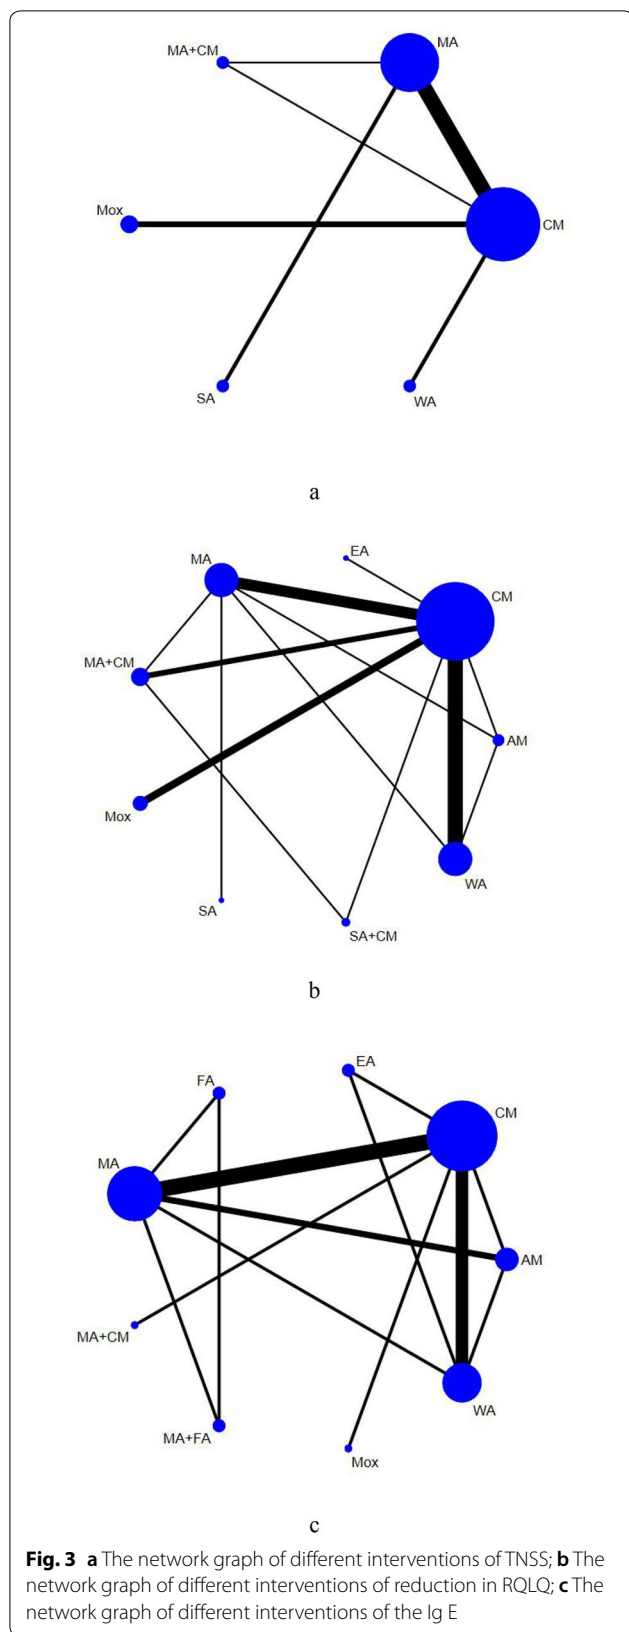 MA+CM
MA
Mox
CM
SA
WA
a
EA
MA
CM
MA+CM
AM
Mox
WA
SA
SA+CM
b
EA
FA
CM
MA
AM
MA+CM
WA
MA+FA
Mox
c
Fig. 3 a The network graph of different interventions of TNSS; b The
network graph of different interventions of reduction in RQLQ; c The
network graph of different interventions of the Ig E